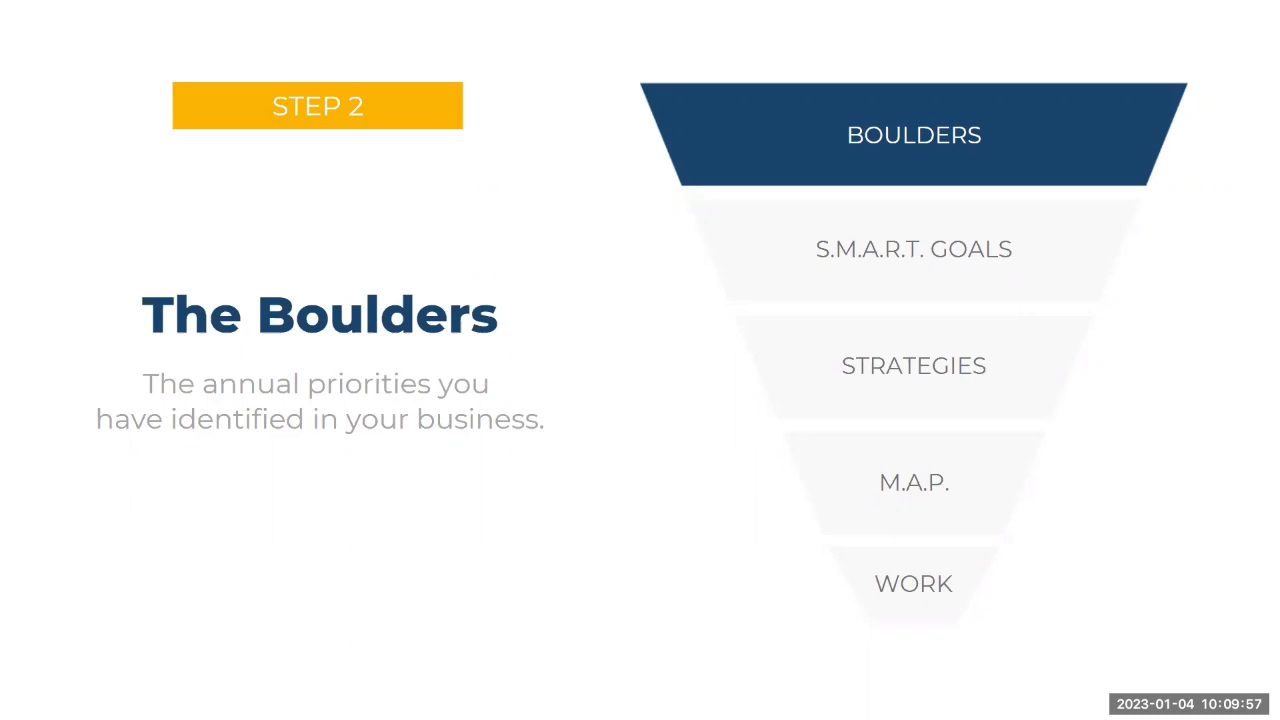 STEP 2
The Boulders
The annual priorities you
have identified in your business.
BOULDERS
S.M.A.R.T. GOALS
STRATEGIES
M.A.P.
WORK
2023-01-04 10:09:57